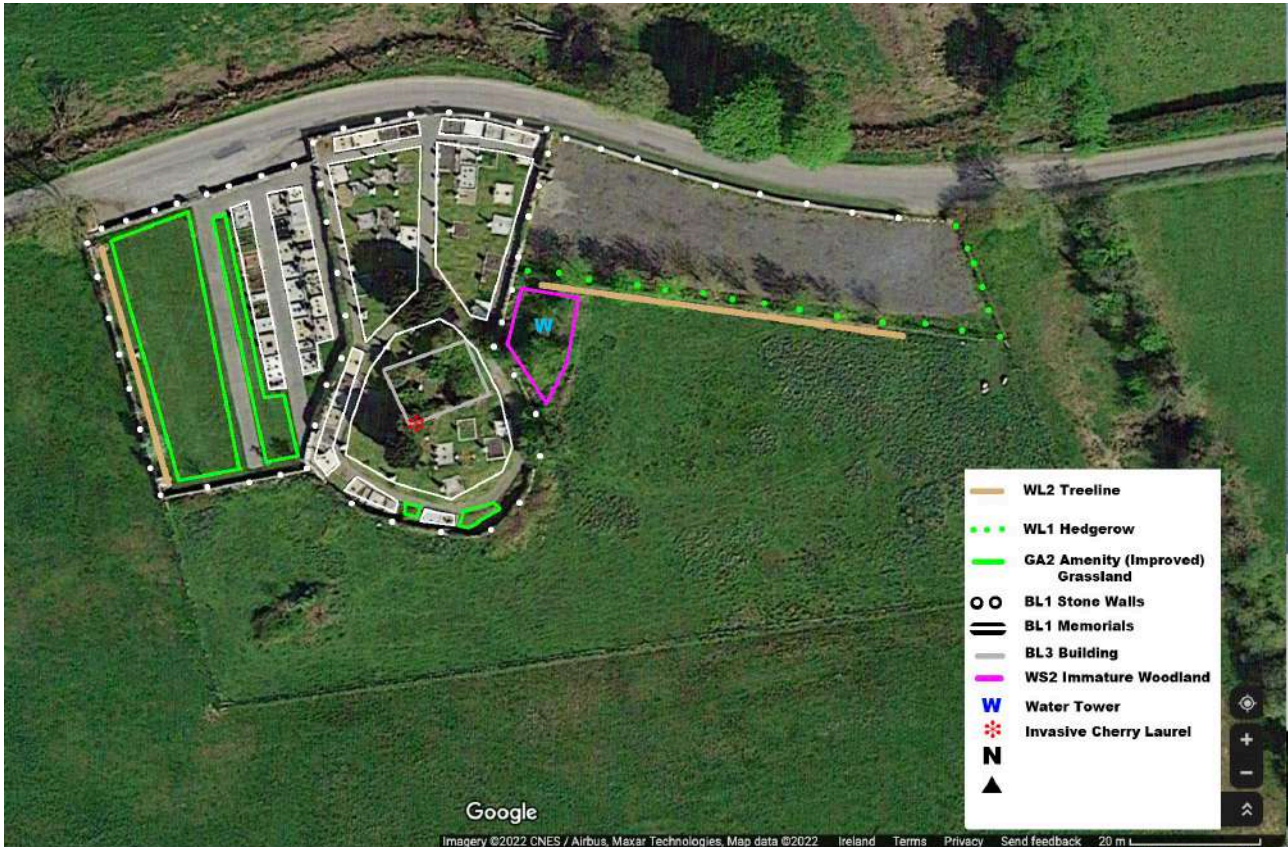 W
WL2 Treeline
WL1 Hedgerow
GA2 Amenity (Improved)
Grassland
BL1 Stone Walls
BL1 Memorials
BL3 Building
WS2 Immature Woodland
W Water Tower
Invasive Cherry Laurel
N
Google
Imagery ©2022 CNES / Airbus, Maxar Technologies, Map data ©2022 Ireland Terms Privacy Send feedback 20 m